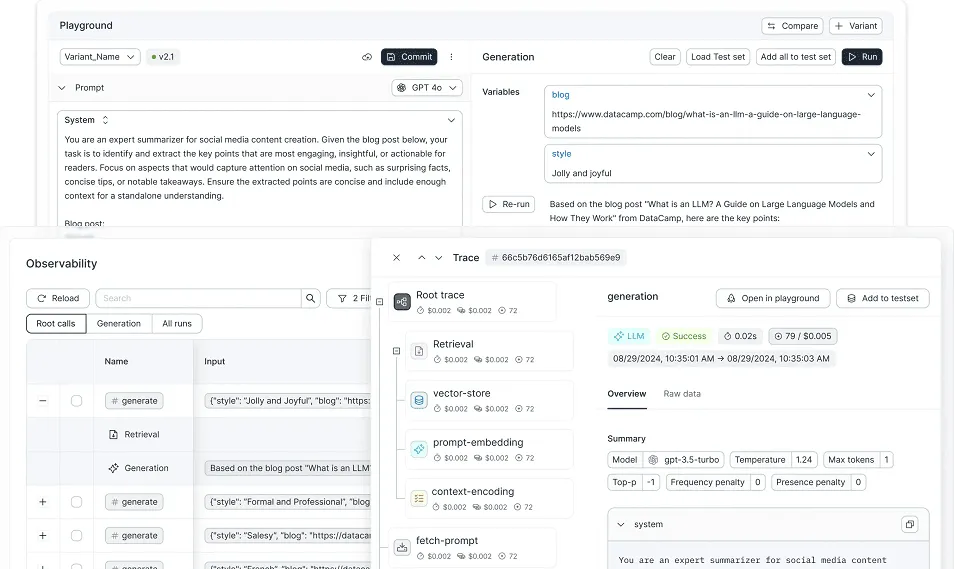 Playground
Compare
Variant
Variant_Name
v2.1
Commit
Generation
Clear
Load Test set
Add all to test set
Run
Prompt
GPT 4o
Variables
blog
https://www.datacamp.com/blog/what-is-an-llm-a-guide-on-large-language-
models
System
You are an expert summarizer for social media content creation. Given the blog post below, your
task is to identify and extract the key points that are most engaging, insightful, or actionable for
readers. Focus on aspects that would capture attention on social media, such as surprising facts,
concise tips, or notable takeaways. Ensure the extracted points are concise and include enough
context for a standalone understanding.
Blog post:
style
Jolly and joyful
Re-run
Based on the blog post "What is an LLM? A Guide on Large Language Models and
How They Work" from DataCamp, here are the key points:
Observability
Reload
Search
2 Fil
Root calls
Generation
All runs
Name
Input
# generate
{"style": "Jolly and Joyful", "blog": "https:
Retrieval
Generation
Based on the blog post "What is an LLM?
# generate
{"style": "Formal and Professional", "blog
# generate
{"style": "Salesy", "blog": "https://dataca
# generate
{"style": "French", "blog": "https://datac
Trace
# 66c5b76d6165af12bab569e9
Root trace
$0.002 $0.002 72
Retrieval
$0.002 $0.002 72
vector-store
$0.002 $0.002 72
prompt-embedding
$0.002 $0.002 72
context-encoding
$0.002 $0.002 72
fetch-prompt
$0.002 $0.002 72
generation
Open in playground
Add to testset
LLM
Success
0.02s
79 / $0.005
08/29/2024, 10:35:01 AM → 08/29/2024, 10:35:03 AM
Overview
Raw data
Summary
Model gpt-3.5-turbo
Temperature 1.24
Max tokens 1
Top-p -1
Frequency penalty 0
Presence penalty 0
system
You are an expert summarizer for social media content